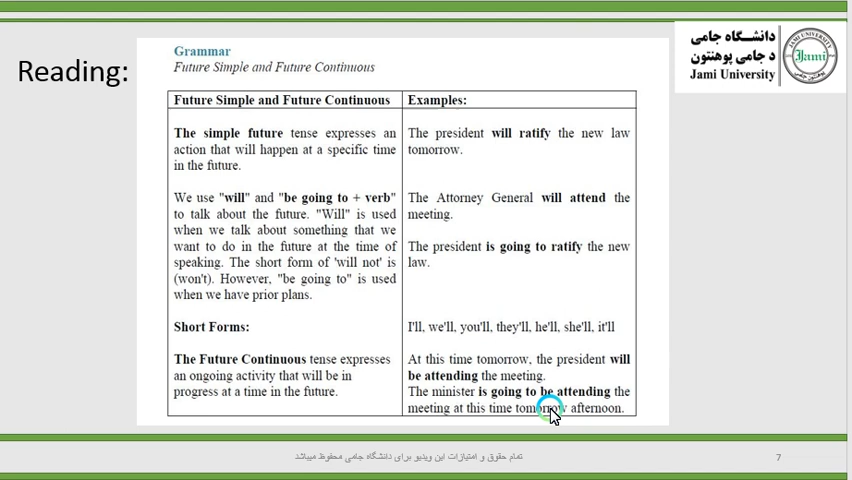 Reading:
دانشگاه جامی
د جامی پوهنتون
Jami University
Grammar
Future Simple and Future Continuous
Future Simple and Future Continuous
Examples:
The simple future tense expresses an
action that will happen at a specific time
in the future.
The president will ratify the new law
tomorrow.
We use "will" and "be going to + verb"
to talk about the future. "Will" is used
when we talk about something that we
want to do in the future at the time of
speaking. The short form of 'will not' is
(won't). However, "be going to" is used
when we have prior plans.
The Attorney General will attend the
meeting.
The president is going to ratify the new
law.
Short Forms:
I'll, we'll, you'll, they'll, he'll, she'll, it'll
The Future Continuous tense expresses
an ongoing activity that will be in
progress at a time in the future.
At this time tomorrow, the president will
be attending the meeting.
The minister is going to be attending the
meeting at this time tomorrow afternoon.
تمام حقوق و امتیازات این ویدیو برای دانشگاه جامی محفوظ میباشد
7